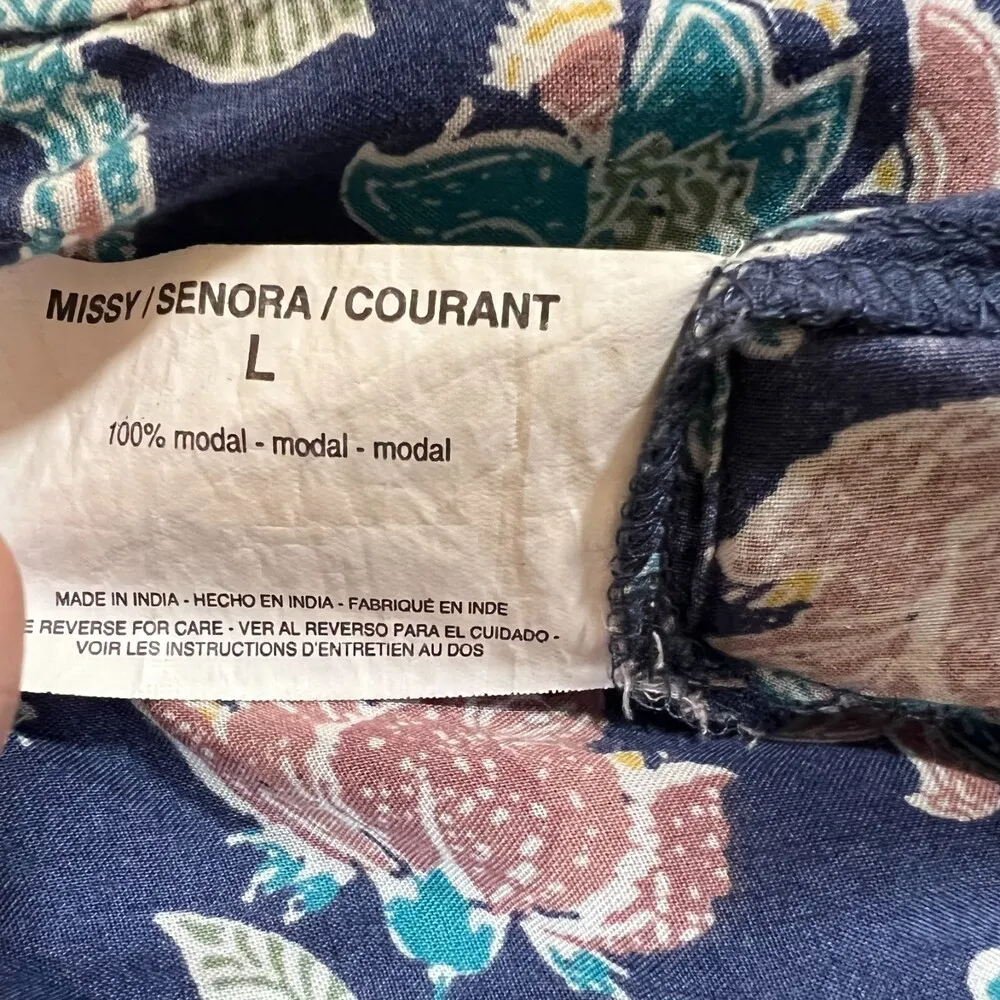 MISSY/SENORA/COURANT
L
100% modal - modal - modal
MADE IN INDIA - HECHO EN INDIA - FABRIQUÉ EN INDE
REVERSE FOR CARE - VER AL REVERSO PARA EL CUIDADO -
VOIR LES INSTRUCTIONS D'ENTRETIEN AU DOS